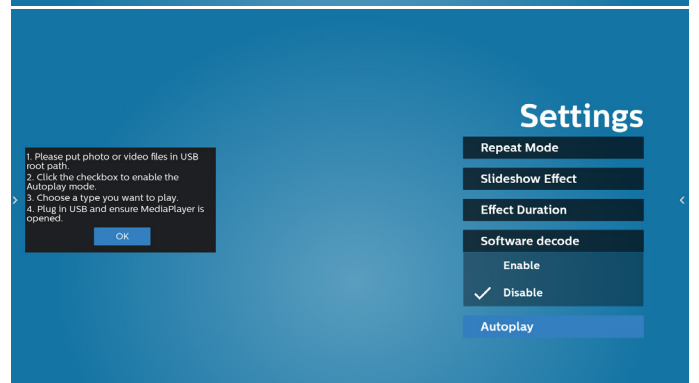 Settings
1. Please put photo or video files in USB
root path.
2. Click the checkbox to enable the
Autoplay mode.
3. Choose a type you want to play.
4. Plug in USB and ensure MediaPlayer is
opened.
OK
Repeat Mode
Slideshow Effect
Effect Duration
Software decode
Enable
Disable
Autoplay